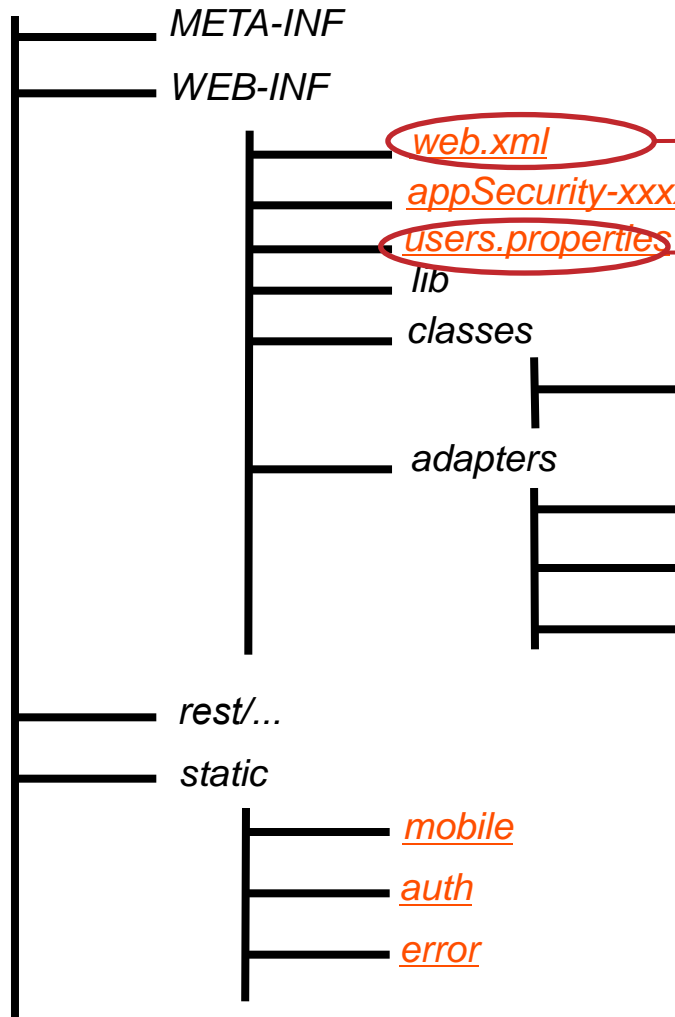 META-INF
WEB-INF
web.xml
appSecurity-xxx
users.properties
lib
classes
adapters
rest/...
static
mobile
auth
error